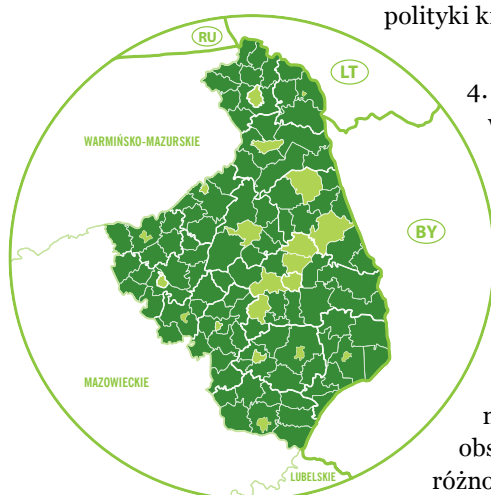 polityki k
RU
LT
4.
WARMIŃSKO-MAZURSKIE
BY
MAZOWIECKIE
obs
LUBELSKIE
różno